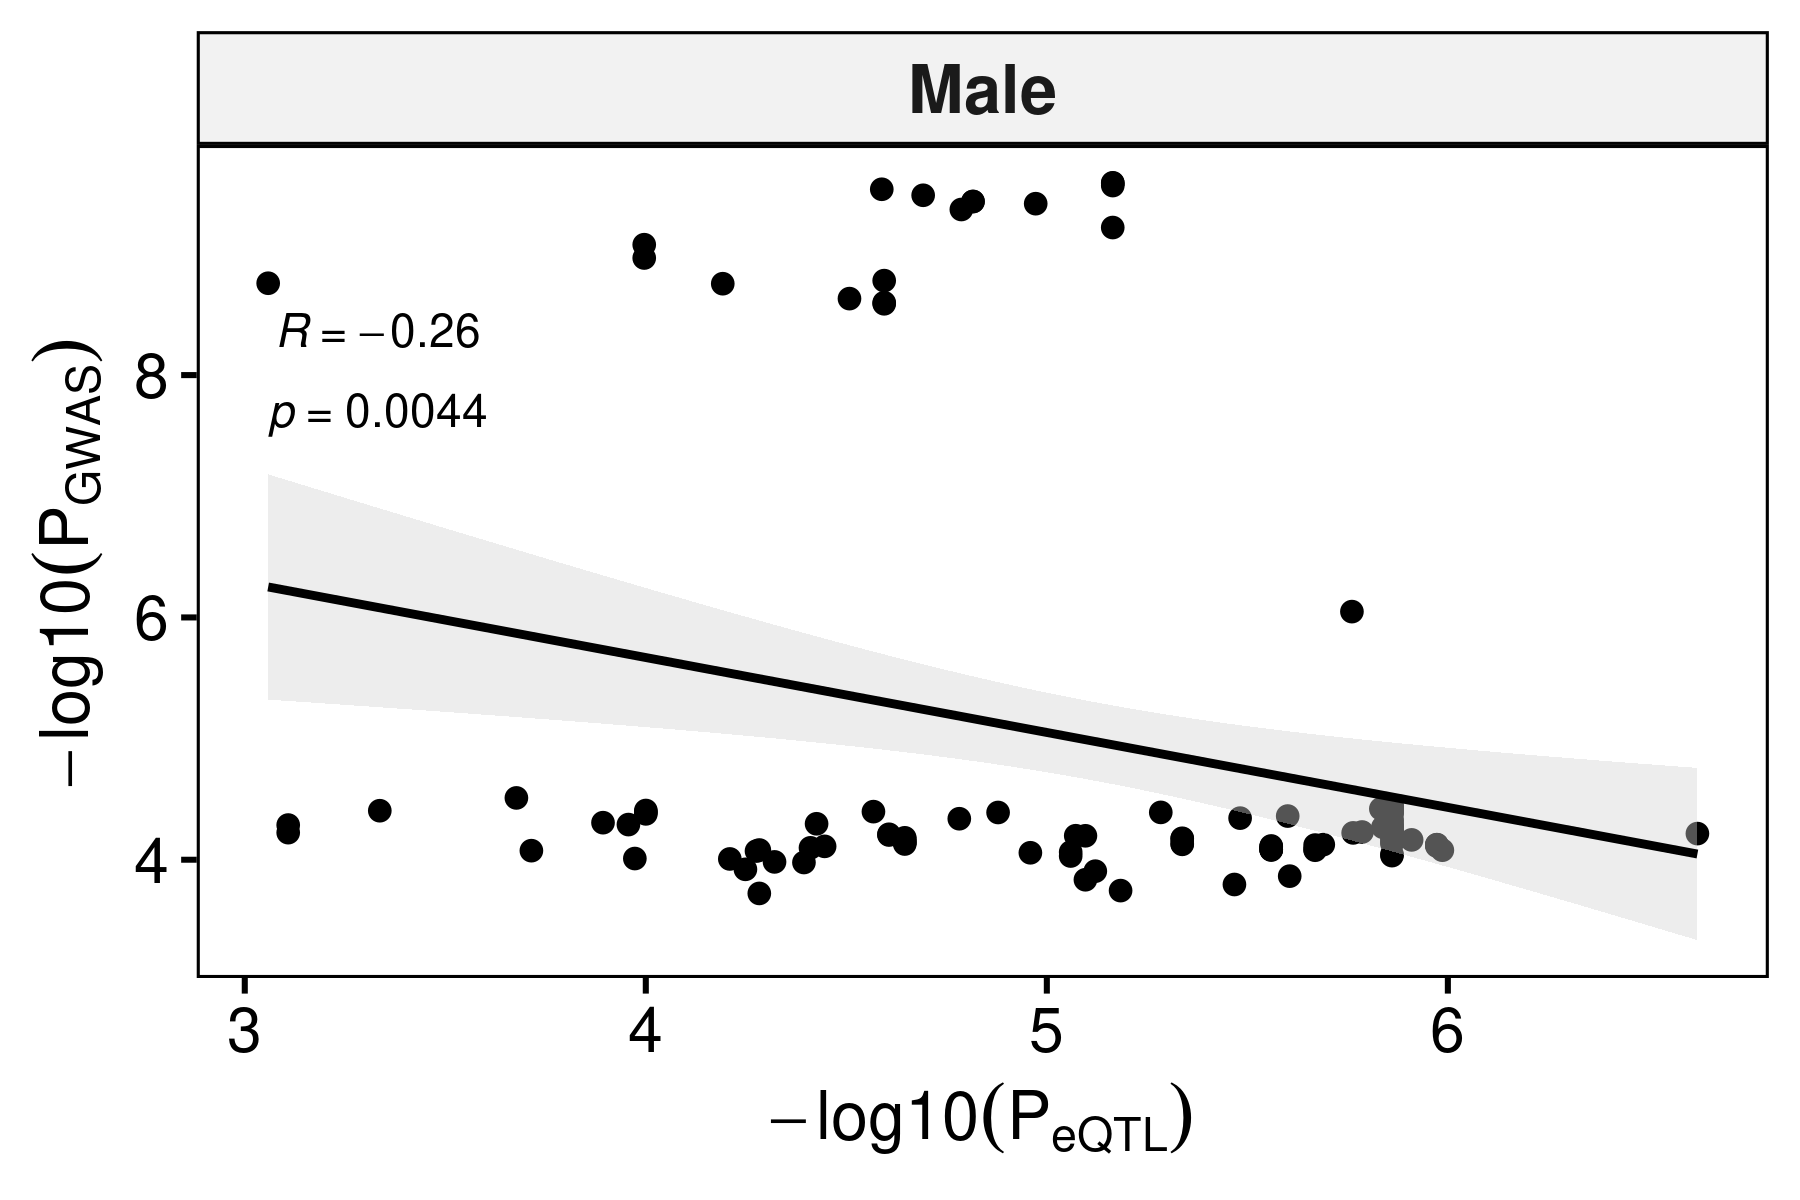 Male
R = −0.26
p = 0.0044
8
6
4
−log10(PGWAS)
3 4 5 6
−log10(PeQTL)